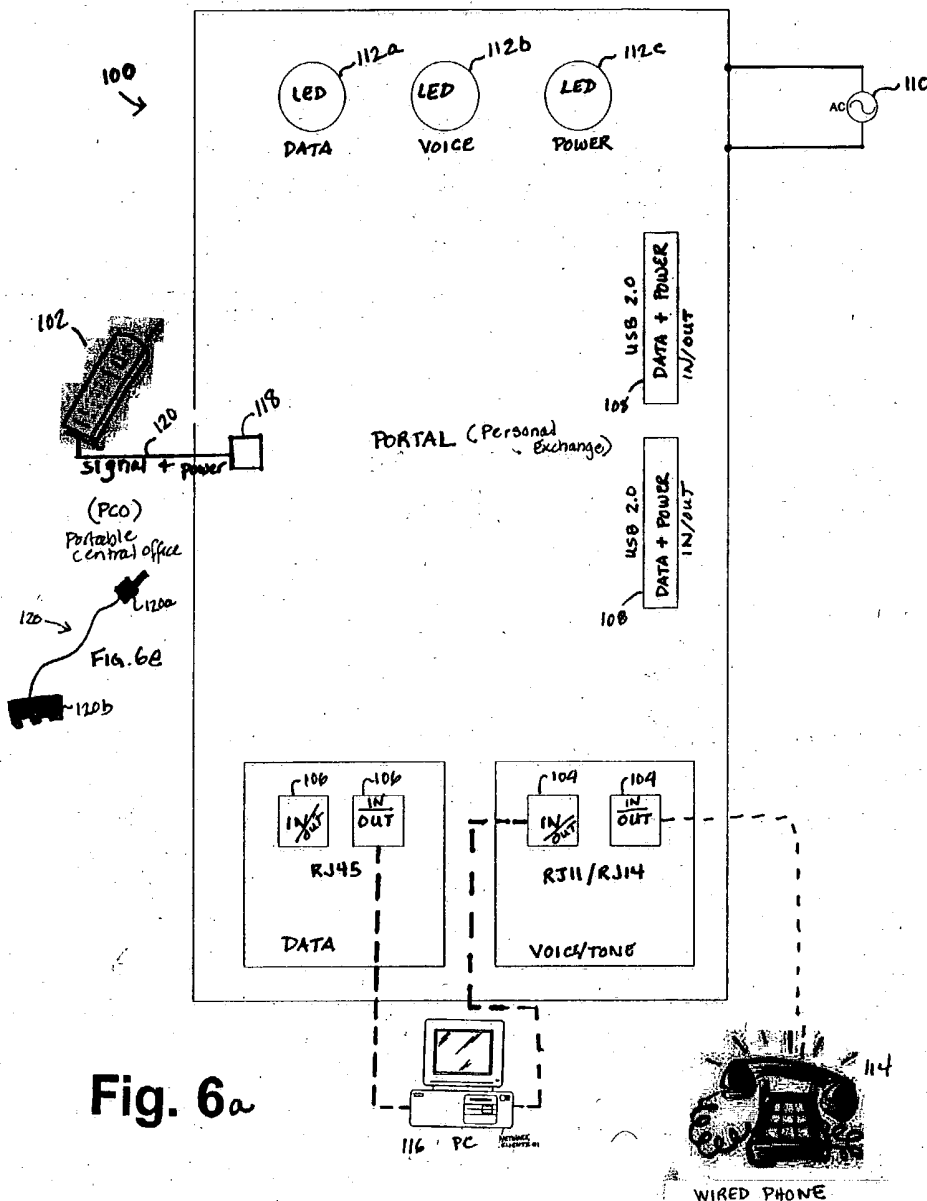 100
112a
112b
112c
LED
LED
LED
DATA
VOICE
POWER
AC
110
102
USB 2.0
DATA + POWER
IN/OUT
108
120
118
signal + power
PORTAL (Personal Exchange)
(PCO)
Portable
central office
USB 2.0
DATA + POWER
IN/OUT
108
120
120a
FIG. 6e
120b
106
106
IN/OUT
IN/OUT
RJ45
DATA
104
104
IN/OUT
IN/OUT
RJ11/RJ14
VOICE/TONE
Fig. 6a
116 PC
114
WIRED PHONE